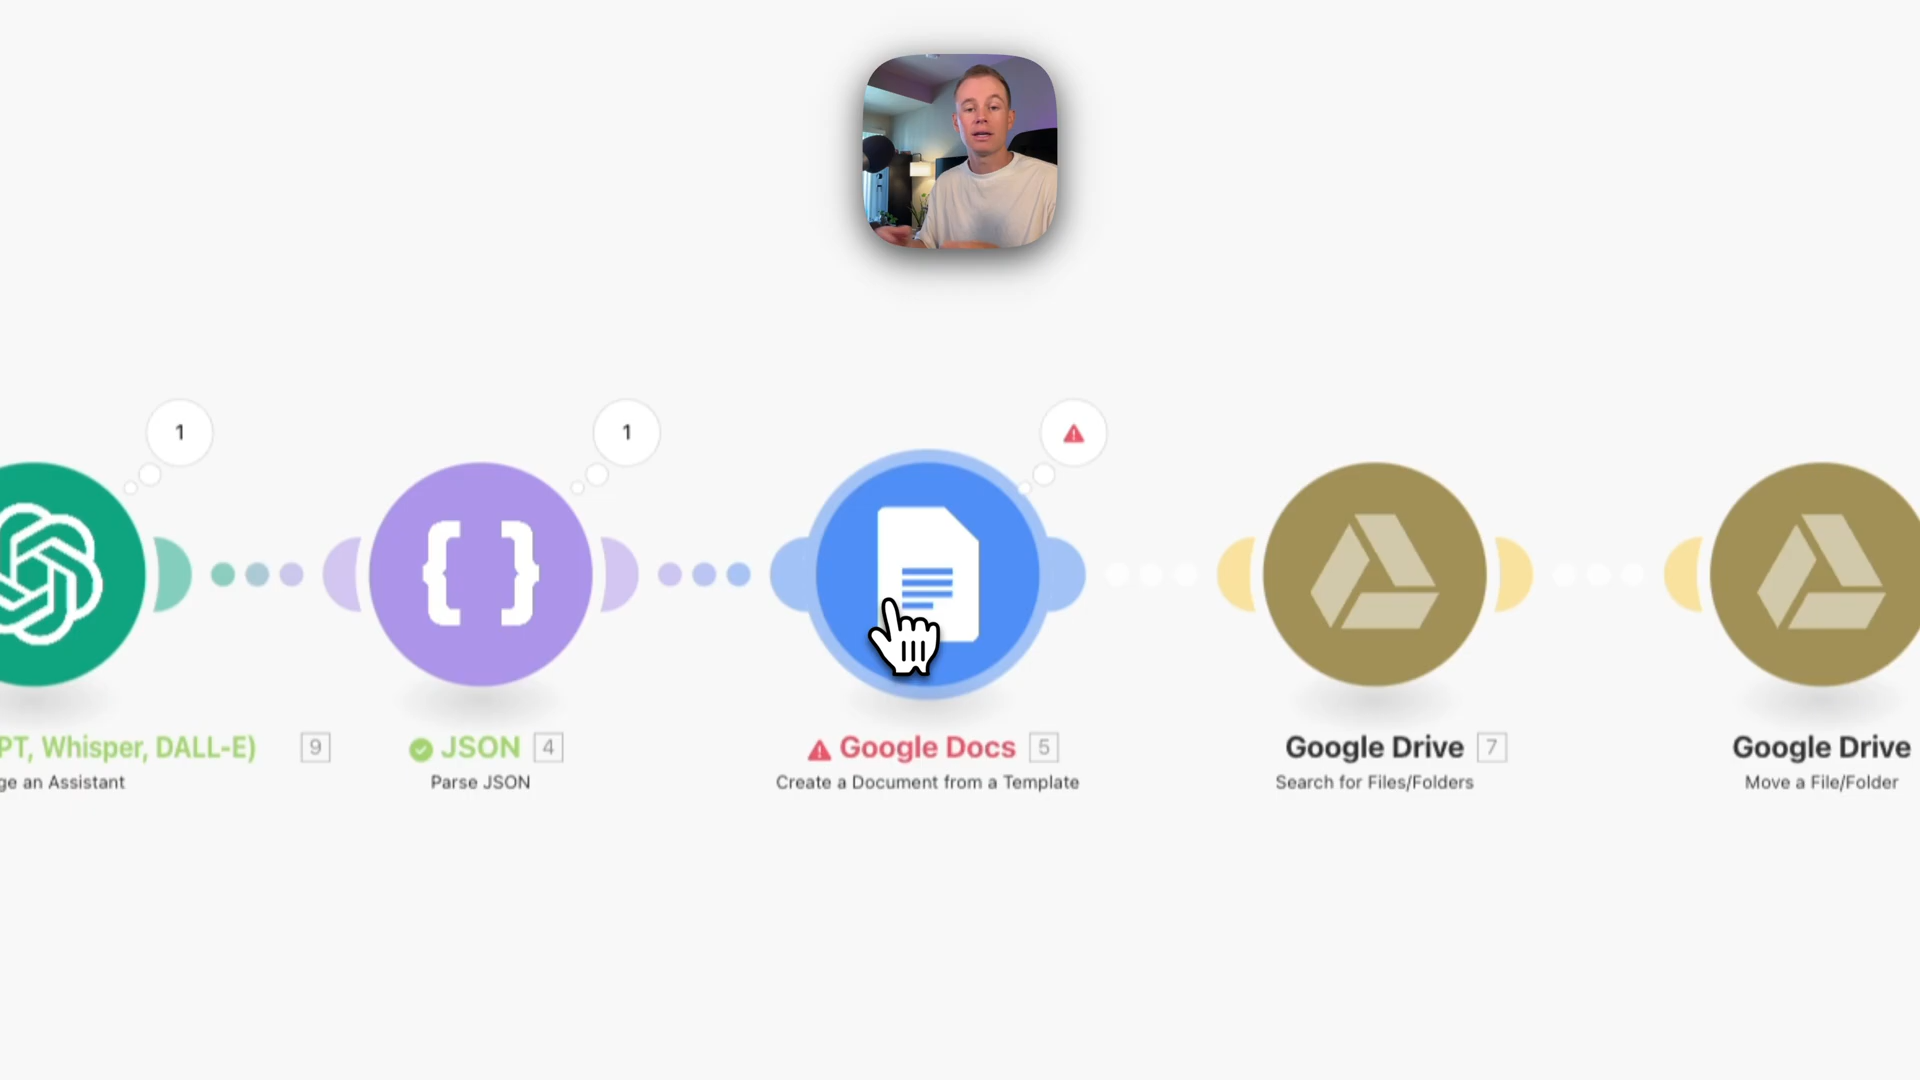 1
1
PT, Whisper, DALL-E) 9
ge an Assistant
JSON 4
Parse JSON
Google Docs 5
Create a Document from a Template
Google Drive 7
Search for Files/Folders
Google Drive
Move a File/Folder